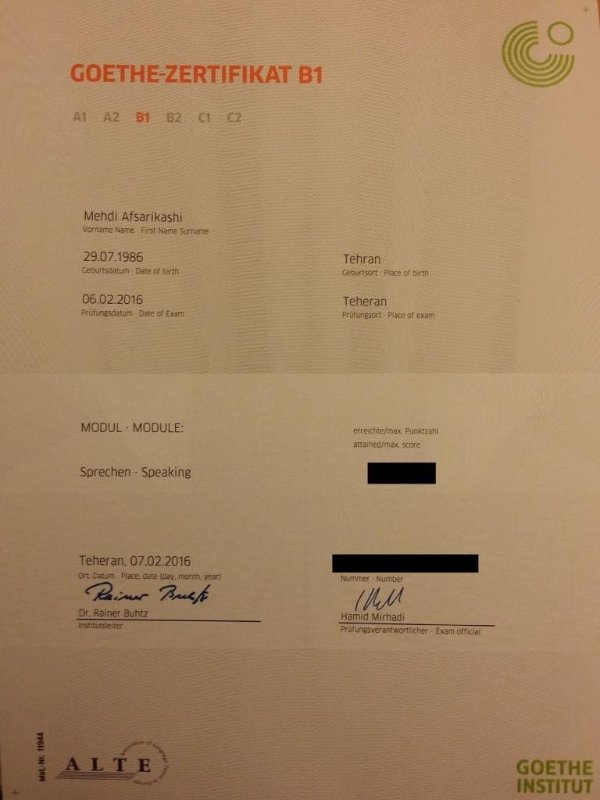 GOETHE-ZERTIFIKAT B1
A1 A2 B1 B2 C1 C2
Mehdi Afsarikashi
Vorname Name · First Name Surname
29.07.1986
Geburtsdatum · Date of birth
Tehran
Geburtsort · Place of birth
06.02.2016
Prüfungsdatum · Date of Exam
Teheran
Prüfungsort · Place of exam
MODUL · MODULE:
erreichte/max. Punktzahl
attained/max. score
Sprechen · Speaking
Teheran, 07.02.2016
Ort, Datum · Place, date (day, month, year)
Nummer · Number
Rainer Buhtz
Dr. Rainer Buhtz
Institutsleiter
Hamid Mirhadi
Prüfungsverantwortlicher · Exam official
Mat.-Nr. 11944
ALTE
GOETHE
INSTITUT